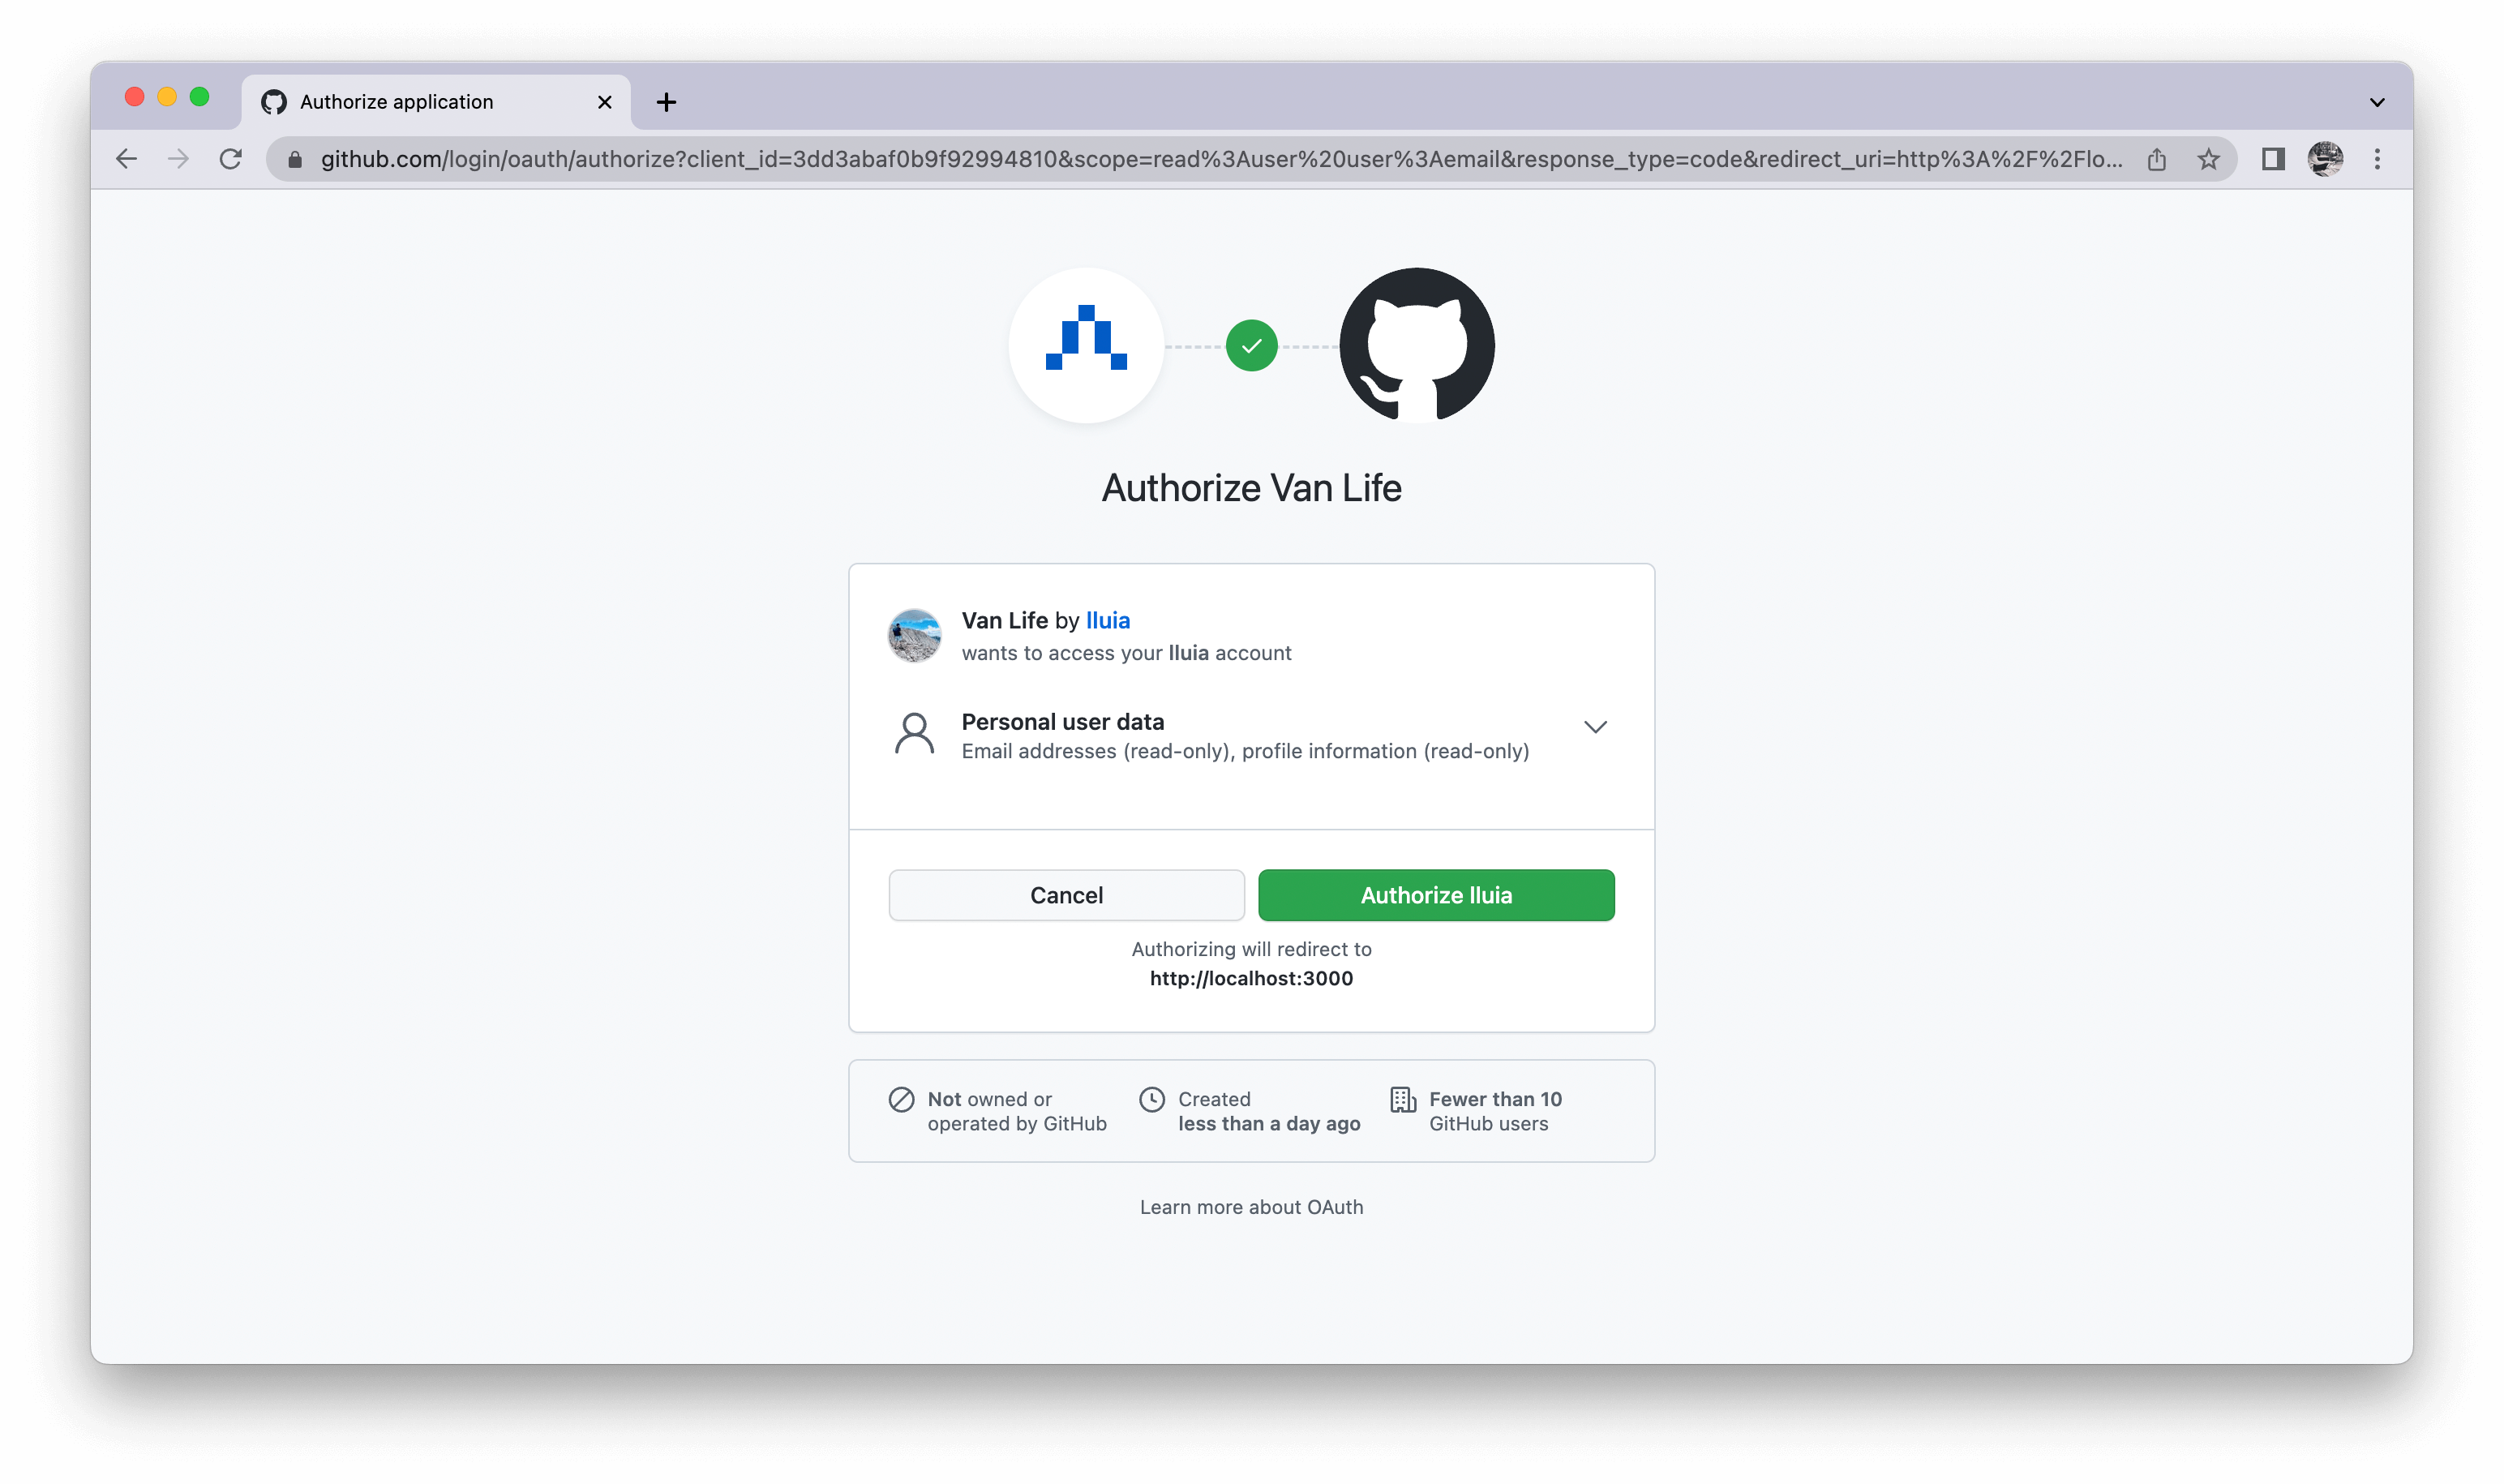 Authorize application
github.com/login/oauth/authorize?client_id=3dd3abaf0b9f92994810&scope=read%3Auser%20user%3Aemail&response_type=code&redirect_uri=http%3A%2F%2Flo...
Authorize Van Life
Van Life by lluia
wants to access your lluia account
Personal user data
Email addresses (read-only), profile information (read-only)
Cancel
Authorize lluia
Authorizing will redirect to
http://localhost:3000
Not owned or
operated by GitHub
Created
less than a day ago
Fewer than 10
GitHub users
Learn more about OAuth